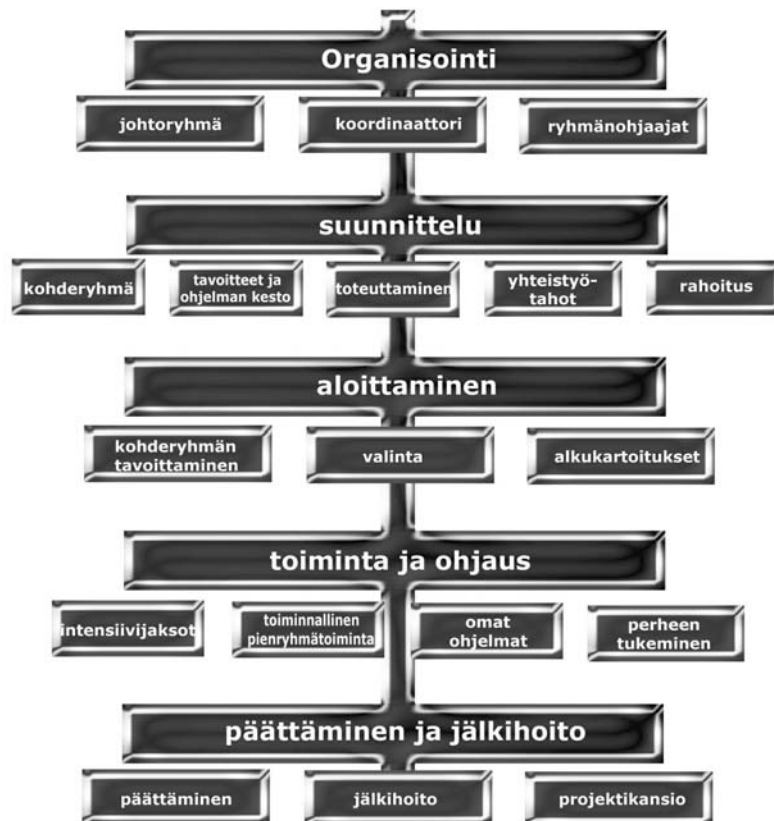 Organisointi
johtoryhmä
koordinaattori
ryhmänohjaajat
suunnittelu
kohderyhmä
tavoitteet ja
ohjelman kesto
toteuttaminen
yhteistyö-
tahot
rahoitus
aloittaminen
kohderyhmän
tavoittaminen
valinta
alkukartoitukset
toiminta ja ohjaus
intensiivijaksot
toiminnallinen
pienryhmätoiminta
omat
ohjelmat
perheen
tukeminen
päättäminen ja jälkihoito
päättäminen
jälkihoito
projektikansio